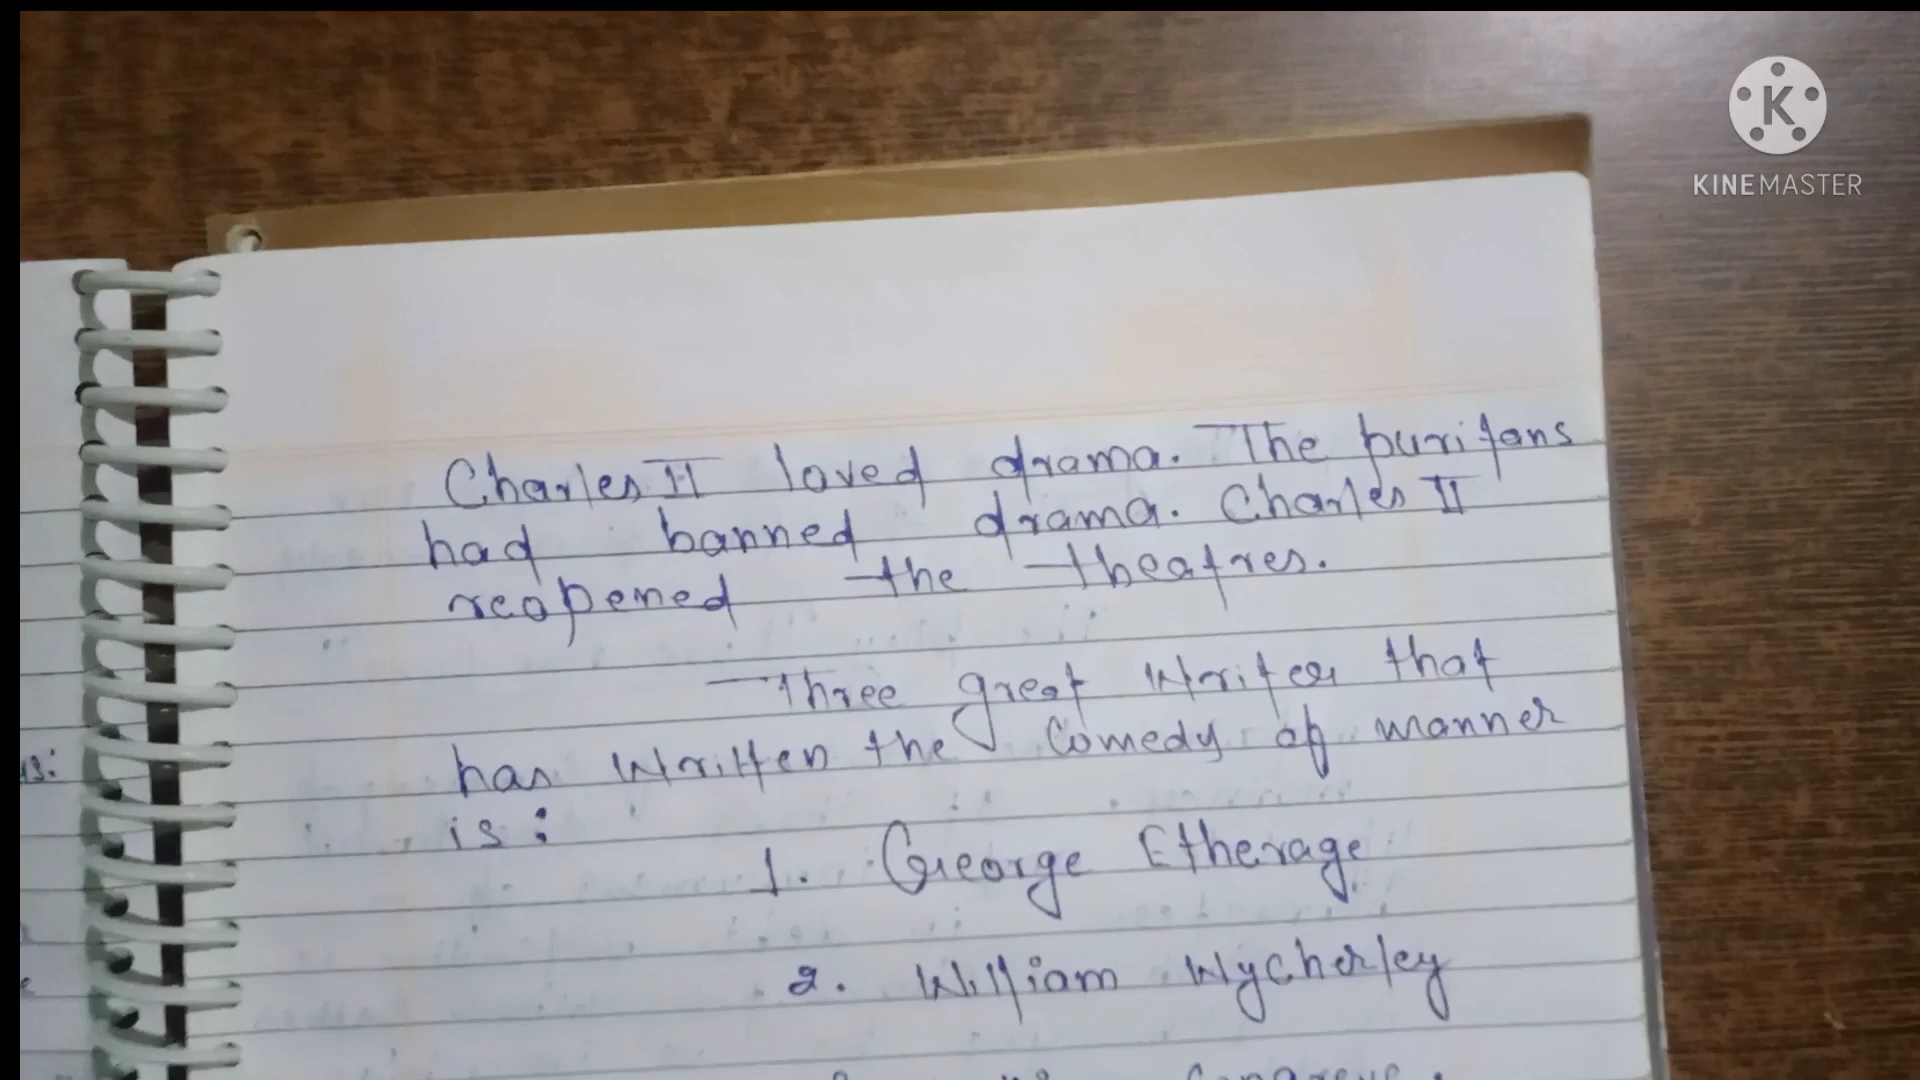 KINEMASTER
Charles II loved drama. The puritans
had banned drama. Charles II
reopened the theatres.
Three great Writer that
has Written the Comedy of manner
is:
1. George Etherage
2. William Wycherley